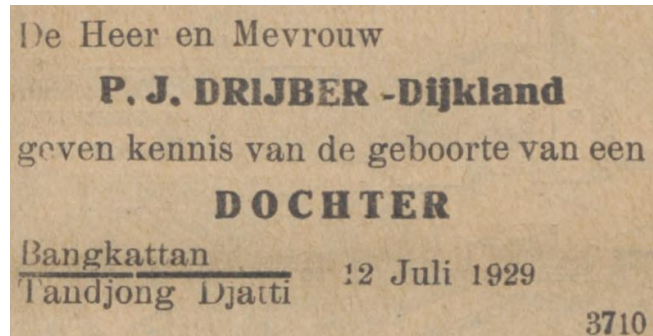 De Heer en Mevrouw
P. J. DRIJBER -Dijkland
geven kennis van de geboorte van een
DOCHTER
Bangkattan
12 Juli 1929
Tandjong Djatti
3710